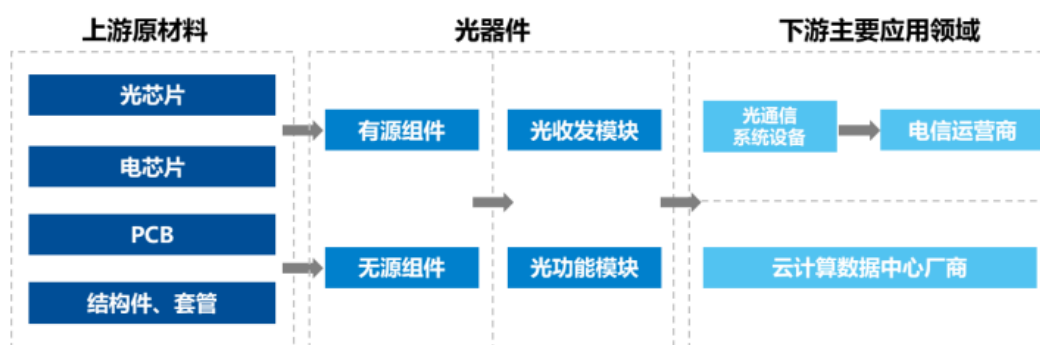 上游原材料
光芯片
电芯片
PCB
结构件、套管
光器件
有源组件
光收发模块
无源组件
光功能模块
下游主要应用领域
光通信
系统设备
电信运营商
云计算数据中心厂商